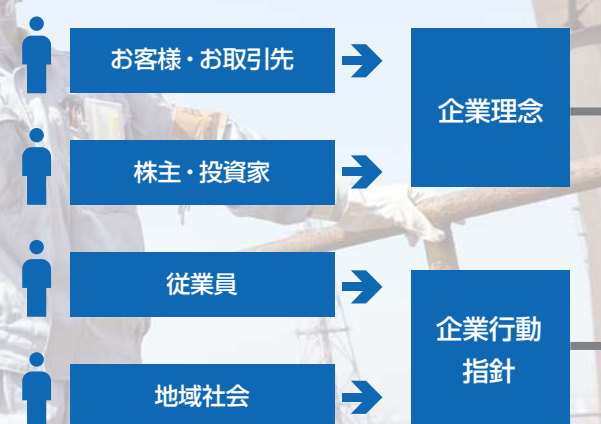 お客様・お取引先
株主・投資家
企業理念
従業員
地域社会
企業行動
指針